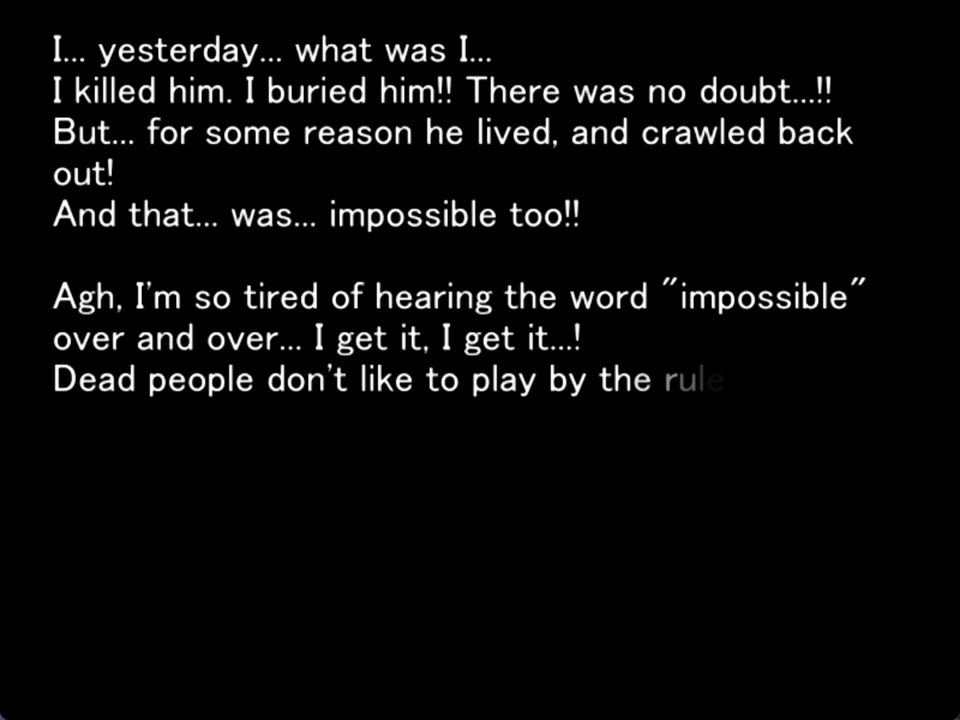 I... yesterday... what was I...
I killed him. I buried him!! There was no doubt...!!
But... for some reason he lived, and crawled back
out!
And that... was... impossible too!!
Agh, I'm so tired of hearing the word "impossible"
over and over... I get it, I get it...!
Dead people don't like to play by the rule